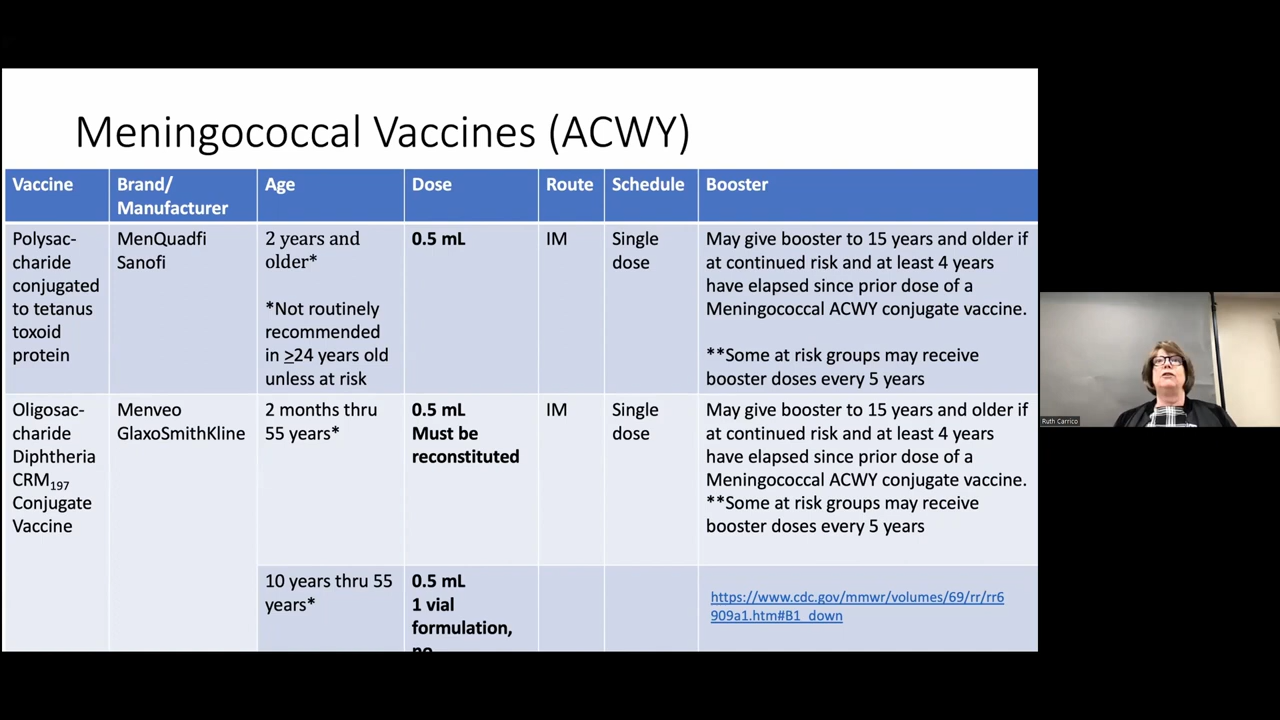 Meningococcal Vaccines (ACWY)
Vaccine
Brand/
Manufacturer
Age
Dose
Route
Schedule
Booster
Polysac-
charide
conjugated
to tetanus
toxoid
protein
MenQuadfi
Sanofi
2 years and
older*
*Not routinely
recommended
in ≥24 years old
unless at risk
0.5 mL
IM
Single
dose
May give booster to 15 years and older if
at continued risk and at least 4 years
have elapsed since prior dose of a
Meningococcal ACWY conjugate vaccine.
**Some at risk groups may receive
booster doses every 5 years
Oligosac-
charide
Diphtheria
CRM197
Conjugate
Vaccine
Menveo
GlaxoSmithKline
2 months thru
55 years*
0.5 mL
Must be
reconstituted
IM
Single
dose
May give booster to 15 years and older if
at continued risk and at least 4 years
have elapsed since prior dose of a
Meningococcal ACWY conjugate vaccine.
**Some at risk groups may receive
booster doses every 5 years
10 years thru 55
years*
0.5 mL
1 vial
formulation,
no
https://www.cdc.gov/mmwr/volumes/69/rr/rr6
909a1.htm#B1_down
Ruth Carrico